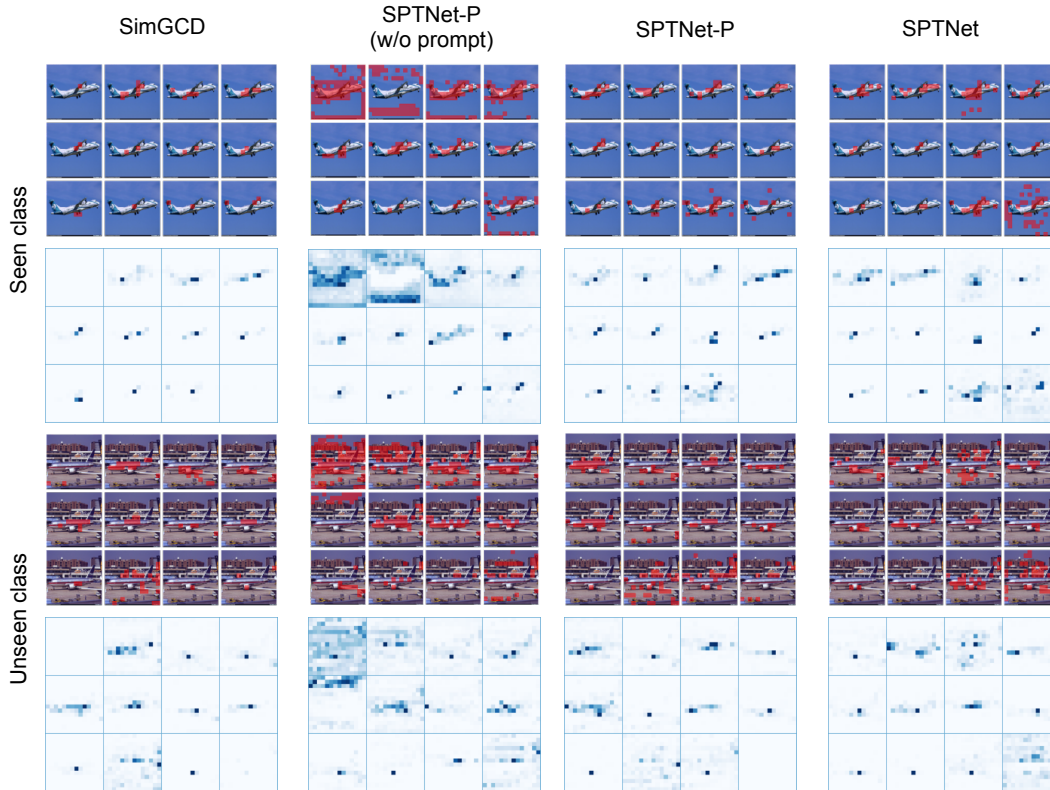 SimGCD
SPTNet-P
(w/o prompt)
SPTNet-P
SPTNet
Seen class
Unseen class